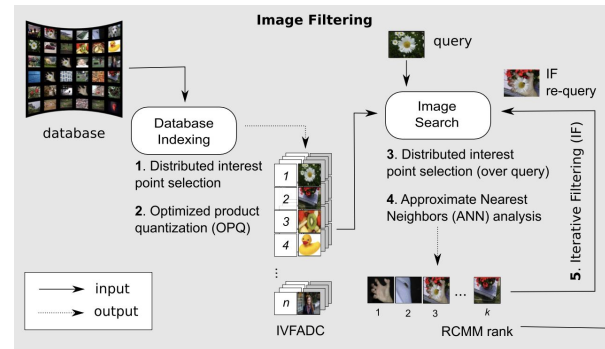 Image Filtering
query
IF
re-query
database
Database
Indexing
Image
Search
1. Distributed interest
point selection
2. Optimized product
quantization (OPQ)
3. Distributed interest
point selection (over query)
4. Approximate Nearest
Neighbors (ANN) analysis
5. Iterative Filtering (IF)
1
2
3
4
⋮
n
IVFADC
input
output
...
1 2 3 k
RCMM rank